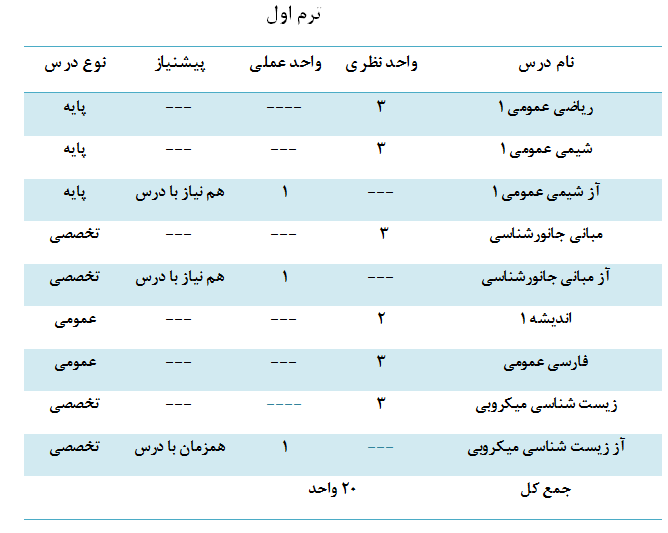 ترم اول
نام درس واحد نظری واحد عملی پیشنیاز نوع درس
ریاضی عمومی ۱ ۳ ---- --- پایه
شیمی عمومی ۱ ۳ --- --- پایه
آز شیمی عمومی ۱ --- ۱ هم نیاز با درس پایه
مبانی جانورشناسی ۳ --- --- تخصصی
آز مبانی جانورشناسی --- ۱ هم نیاز با درس تخصصی
اندیشه ۱ ۲ --- --- عمومی
فارسی عمومی ۳ --- --- عمومی
زیست شناسی میکروبی ۳ ---- --- تخصصی
آز زیست شناسی میکروبی --- ۱ همزمان با درس تخصصی
جمع کل ۲۰ واحد